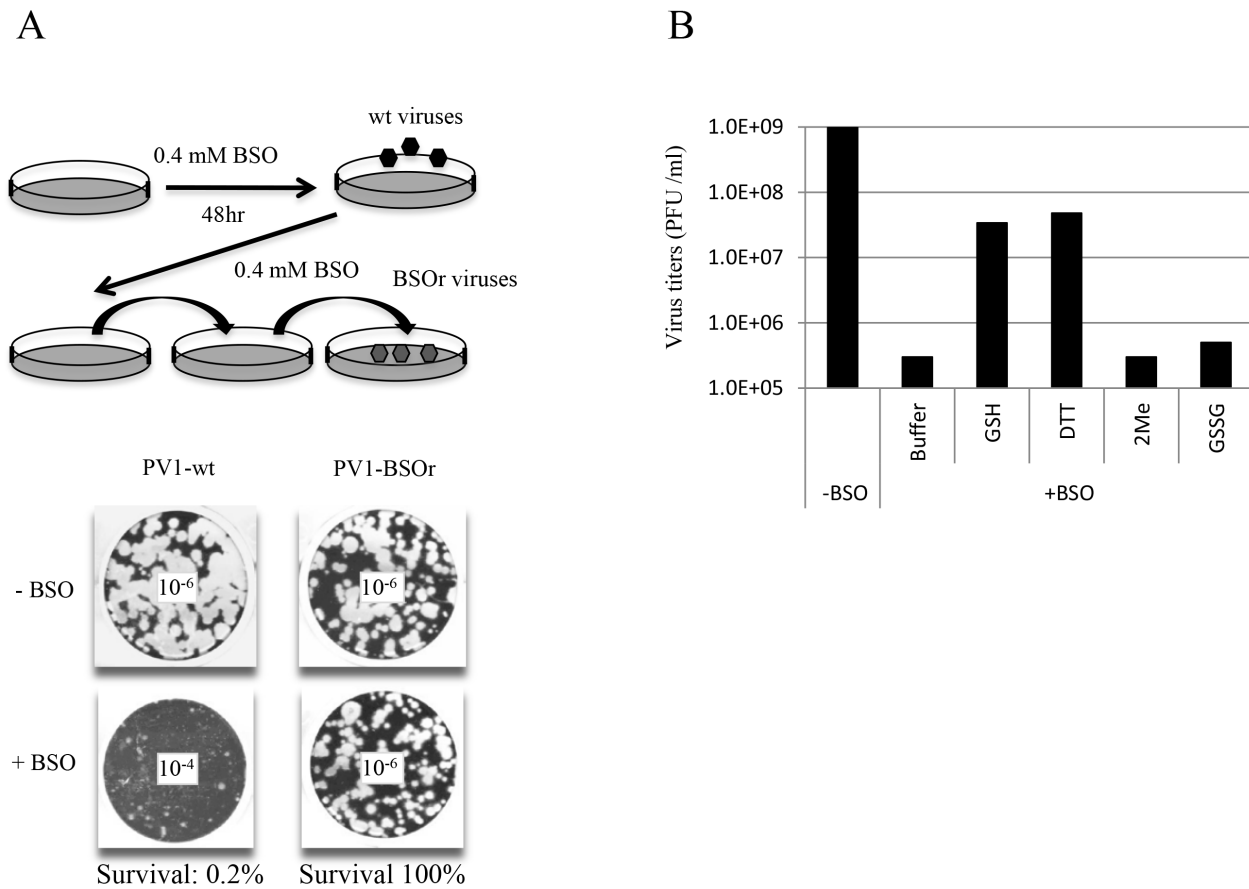 A
wt viruses
0.4 mM BSO
48hr
0.4 mM BSO
BSOr viruses
PV1-wt
PV1-BSOr
- BSO
10-6
10-6
+ BSO
10-4
10-6
Survival: 0.2%
Survival 100%
B
Virus titers (PFU /ml)
1.0E+09
1.0E+08
1.0E+07
1.0E+06
1.0E+05
Buffer
GSH
DTT
2Me
GSSG
-BSO
+BSO